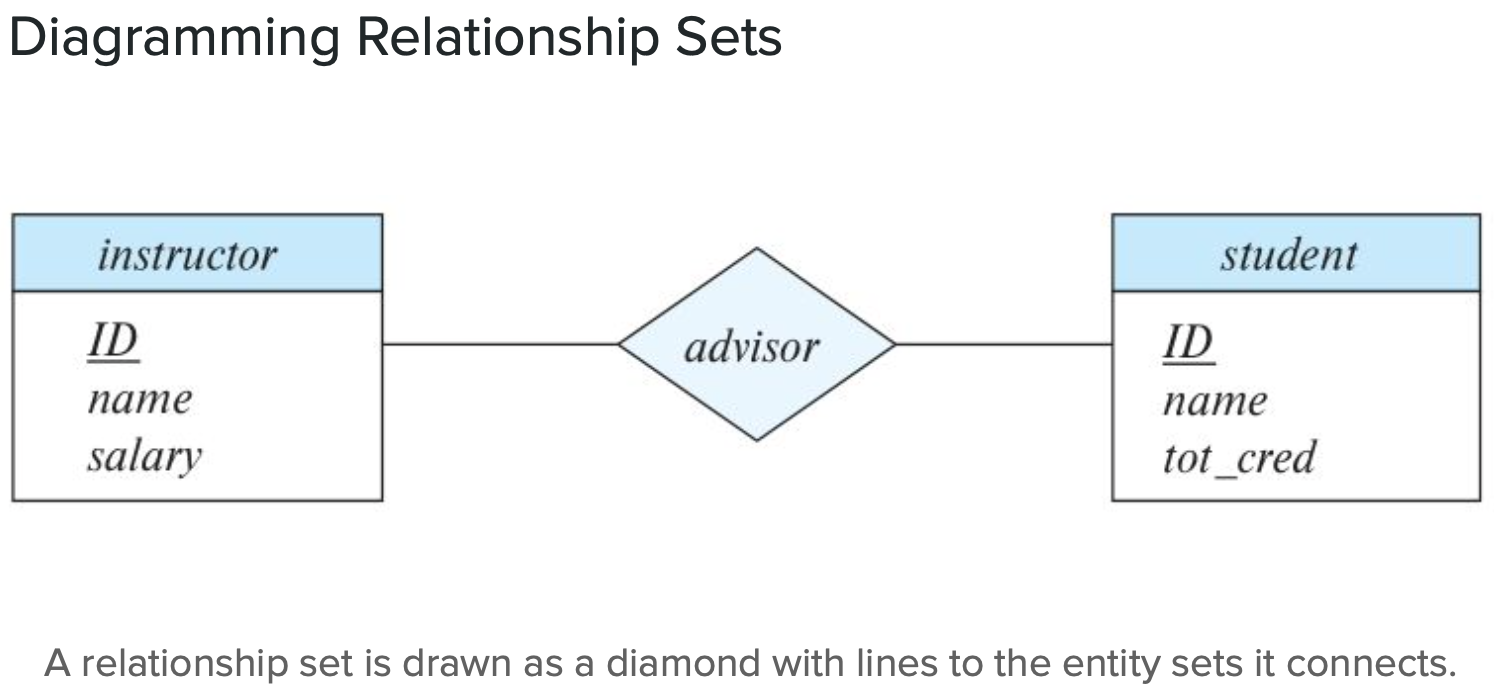 Diagramming Relationship Sets
instructor
ID
name
salary
advisor
student
ID
name
tot_cred
A relationship set is drawn as a diamond with lines to the entity sets it connects.